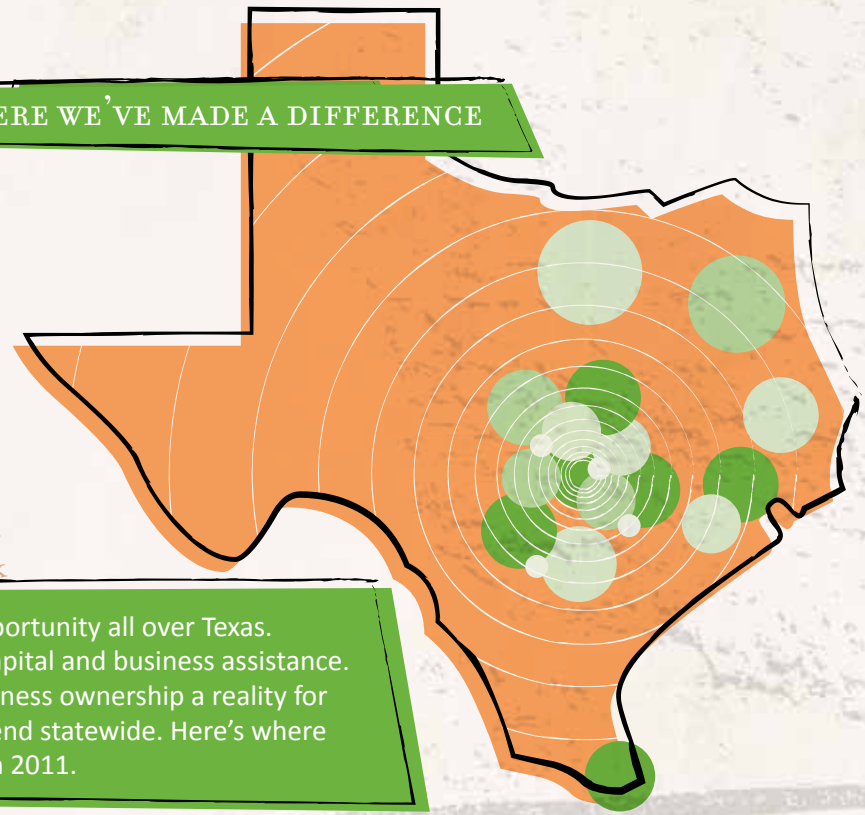 ERE WE'VE MADE A DIFFERENCE
portunity all over Texas.
apital and business assistance.
ness ownership a reality for
end statewide. Here's where
n 2011.